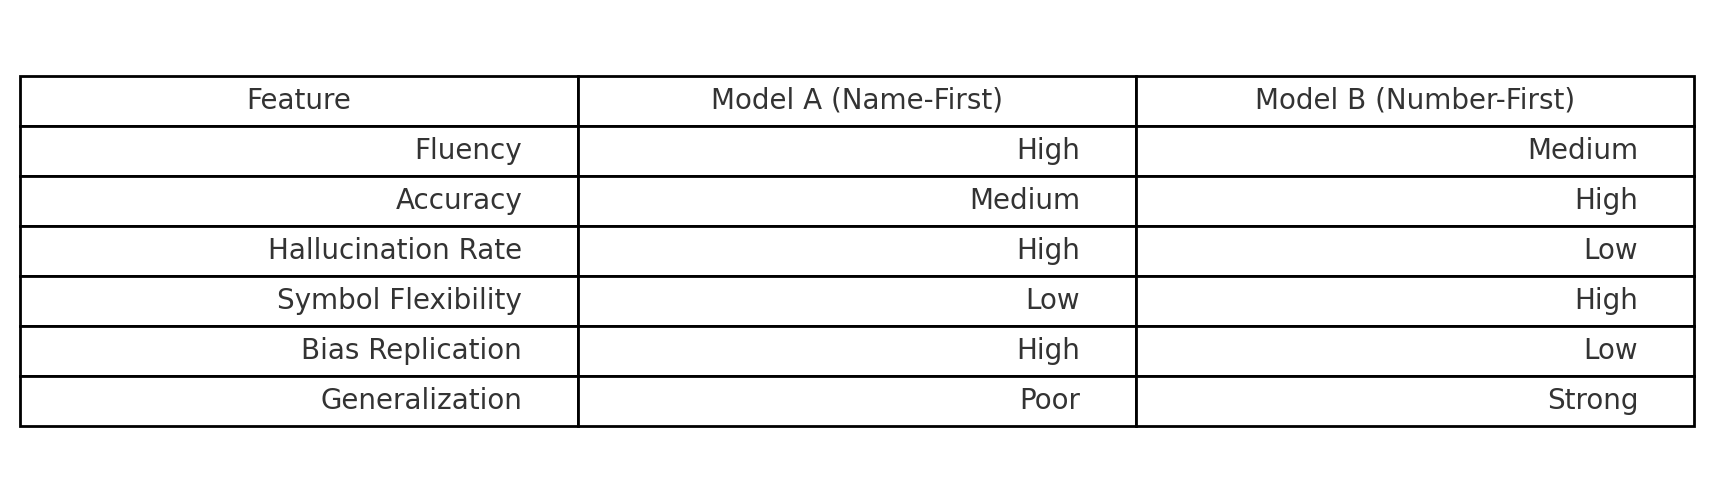 Feature Model A (Name-First) Model B (Number-First)
Fluency High Medium
Accuracy Medium High
Hallucination Rate High Low
Symbol Flexibility Low High
Bias Replication High Low
Generalization Poor Strong